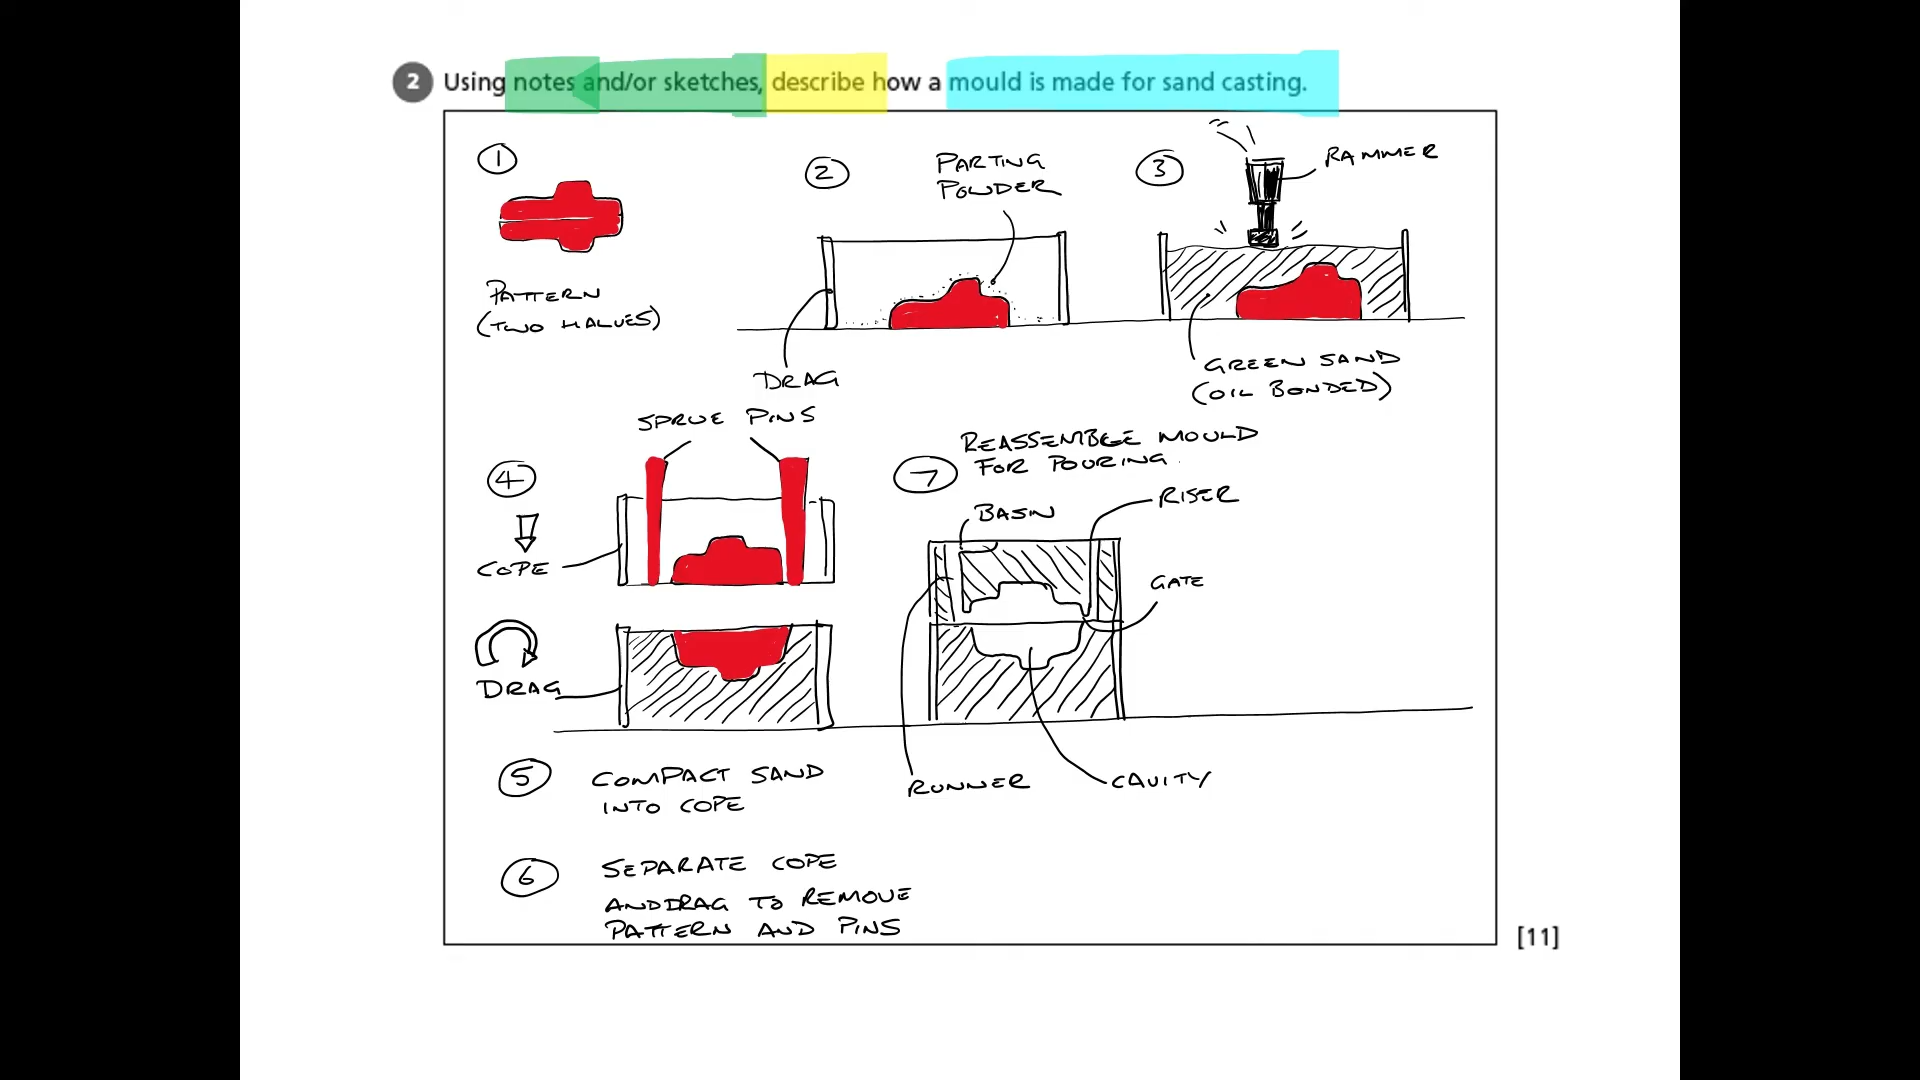 2 Using notes and/or sketches, describe how a mould is made for sand casting.
1
PATTERN
(TWO HALVES)
2
PARTING
POWDER
DRAG
3
RAMMER
GREEN SAND
(OIL BONDED)
SPRUE PINS
4
COPE
DRAG
5
COMPACT SAND
INTO COPE
6
SEPARATE COPE
AND DRAG TO REMOVE
PATTERN AND PINS
7
REASSEMBLE MOULD
FOR POURING.
BASIN
RISER
GATE
RUNNER
CAVITY
[11]